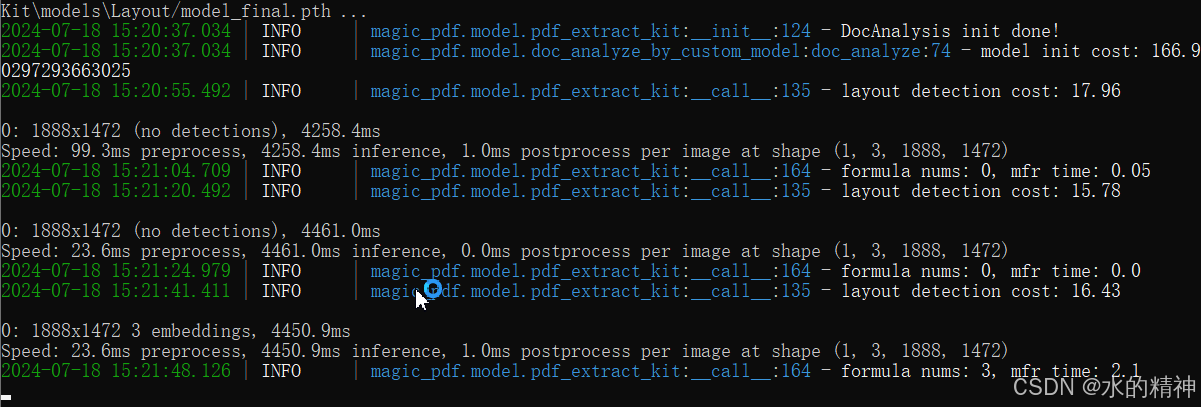 Kit\models\Layout/model_final.pth ...
2024-07-18 15:20:37.034 | INFO     | magic_pdf.model.pdf_extract_kit:__init__:124 - DocAnalysis init done!
2024-07-18 15:20:37.034 | INFO     | magic_pdf.model.doc_analyze_by_custom_model:doc_analyze:74 - model init cost: 166.9
0297293663025
2024-07-18 15:20:55.492 | INFO     | magic_pdf.model.pdf_extract_kit:__call__:135 - layout detection cost: 17.96
0: 1888x1472 (no detections), 4258.4ms
Speed: 99.3ms preprocess, 4258.4ms inference, 1.0ms postprocess per image at shape (1, 3, 1888, 1472)
2024-07-18 15:21:04.709 | INFO     | magic_pdf.model.pdf_extract_kit:__call__:164 - formula nums: 0, mfr time: 0.05
2024-07-18 15:21:20.492 | INFO     | magic_pdf.model.pdf_extract_kit:__call__:135 - layout detection cost: 15.78
0: 1888x1472 (no detections), 4461.0ms
Speed: 23.6ms preprocess, 4461.0ms inference, 0.0ms postprocess per image at shape (1, 3, 1888, 1472)
2024-07-18 15:21:24.979 | INFO     | magic_pdf.model.pdf_extract_kit:__call__:164 - formula nums: 0, mfr time: 0.0
2024-07-18 15:21:41.411 | INFO     | magic_pdf.model.pdf_extract_kit:__call__:135 - layout detection cost: 16.43
0: 1888x1472 3 embeddings, 4450.9ms
Speed: 23.6ms preprocess, 4450.9ms inference, 1.0ms postprocess per image at shape (1, 3, 1888, 1472)
2024-07-18 15:21:48.126 | INFO     | magic_pdf.model.pdf_extract_kit:__call__:164 - formula nums: 3, mfr time: 2.1
CSDN @水的精神